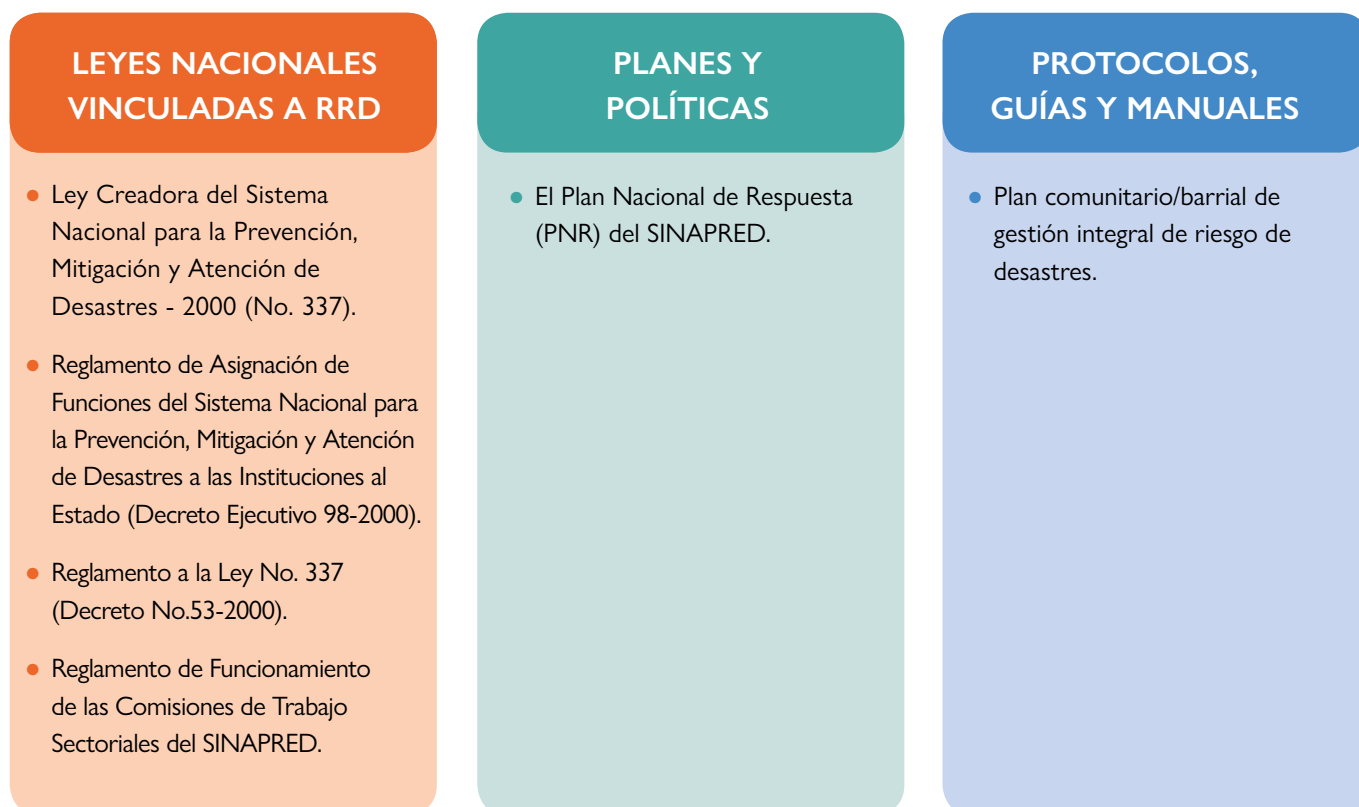 LEYES NACIONALES
VINCULADAS A RRD
● Ley Creadora del Sistema
Nacional para la Prevención,
Mitigación y Atención de
Desastres - 2000 (No. 337).
● Reglamento de Asignación de
Funciones del Sistema Nacional para
la Prevención, Mitigación y Atención
de Desastres a las Instituciones al
Estado (Decreto Ejecutivo 98-2000).
● Reglamento a la Ley No. 337
(Decreto No.53-2000).
● Reglamento de Funcionamiento
de las Comisiones de Trabajo
Sectoriales del SINAPRED.
PLANES Y
POLÍTICAS
● El Plan Nacional de Respuesta
(PNR) del SINAPRED.
PROTOCOLOS,
GUÍAS Y MANUALES
● Plan comunitario/barrial de
gestión integral de riesgo de
desastres.